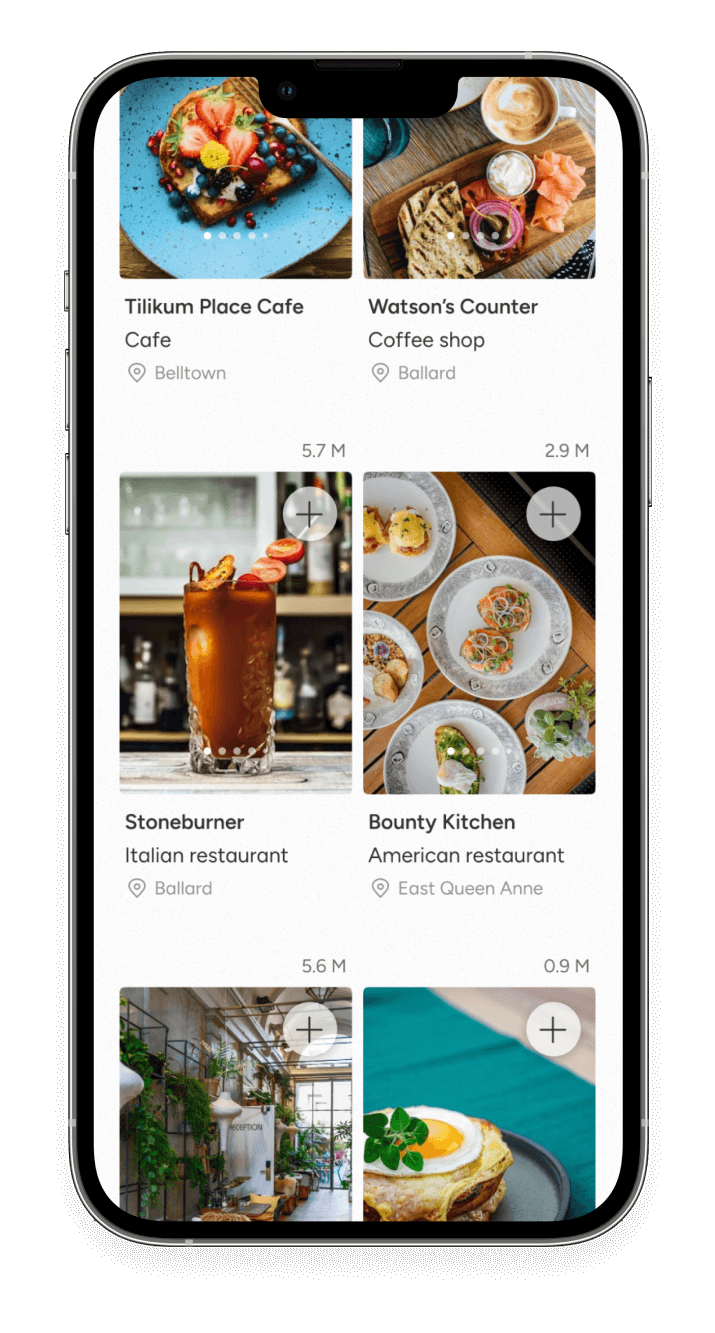 Tilikum Place Cafe
Cafe
Belltown
Watson’s Counter
Coffee shop
Ballard
5.7 M
2.9 M
Stoneburner
Italian restaurant
Ballard
Bounty Kitchen
American restaurant
East Queen Anne
5.6 M
0.9 M
RECEPTION